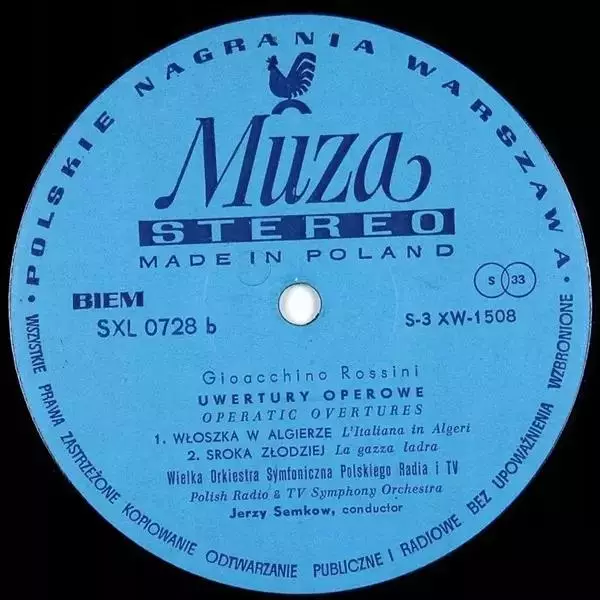 • POLSKIE NAGRANIA WARSZAWA •
Muza
STEREO
MADE IN POLAND
BIEM
S 33
SXL 0728 b
S-3 XW-1508
Gioacchino Rossini
UWERTURY OPEROWE
OPERATIC OVERTURES
1. WŁOSZKA W ALGIERZE L'Italiana in Algeri
2. SROKA ZŁODZIEJ La gazza ladra
Wielka Orkiestra Symfoniczna Polskiego Radia i TV
Polish Radio & TV Symphony Orchestra
Jerzy Semkow, conductor
WSZYSTKIE PRAWA ZASTRZEŻONE KOPIOWANIE ODTWARZANIE PUBLICZNE I RADIOWE BEZ UPOWAŻNIENIA WZBRONIONE